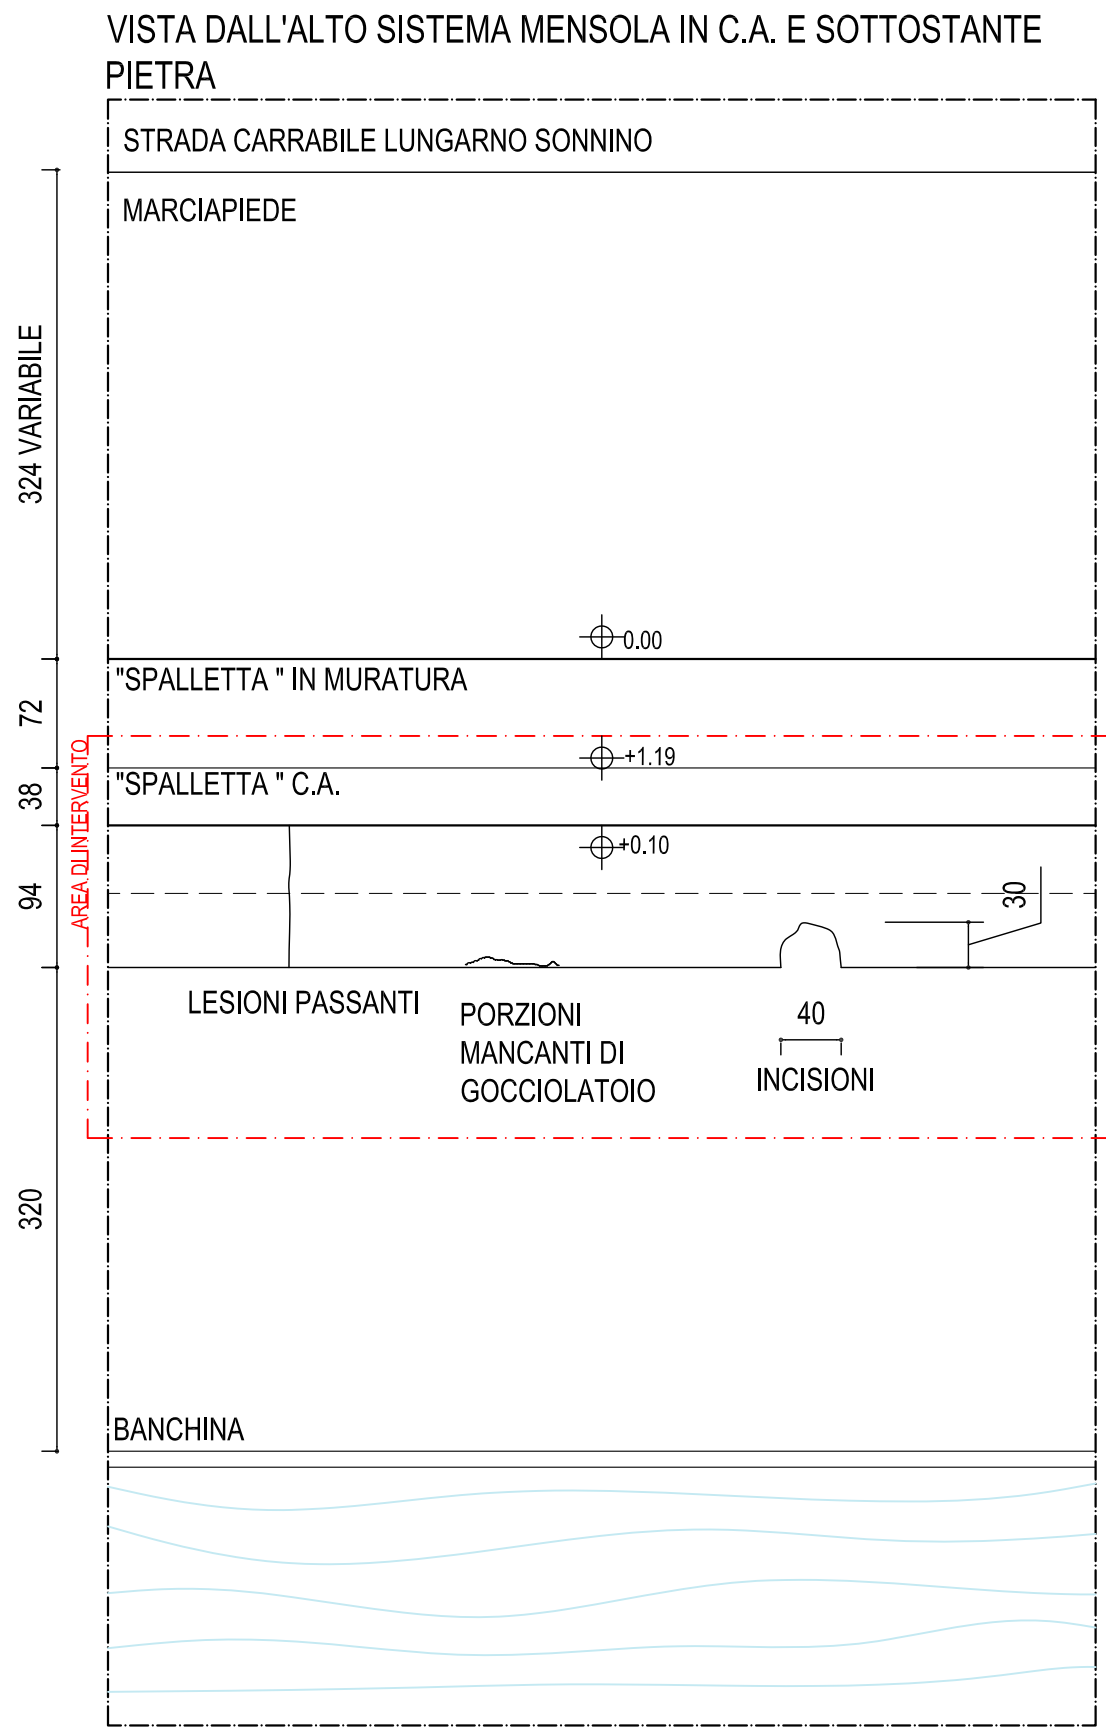 VISTA DALL'ALTO SISTEMA MENSOLA IN C.A. E SOTTOSTANTE
PIETRA
STRADA CARRABILE LUNGARNO SONNINO
MARCIAPIEDE
324 VARIABILE
0.00
"SPALLETTA " IN MURATURA
72
+1.19
"SPALLETTA " C.A.
38
AREA DI INTERVENTO
+0.10
94
30
LESIONI PASSANTI
PORZIONI
MANCANTI DI
GOCCIOLATOIO
40
INCISIONI
320
BANCHINA